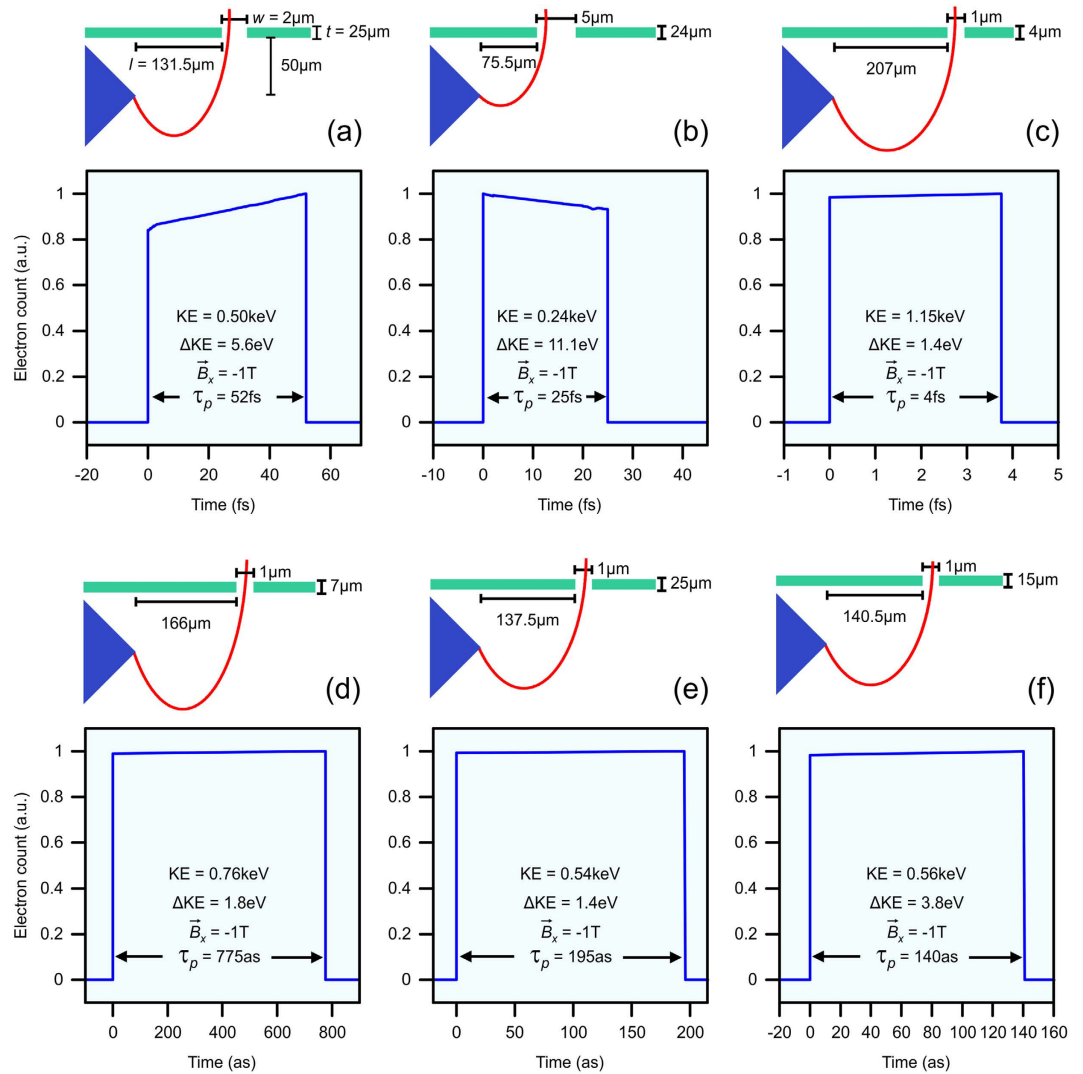 w = 2µm
t = 25µm
l = 131.5µm
50µm
(a)
5µm
24µm
75.5µm
(b)
1µm
4µm
207µm
(c)
Electron count (a.u.)
1
0.8
0.6
0.4
0.2
0
KE = 0.50keV
ΔKE = 5.6eV
B⃗x = -1T
τp = 52fs
-20 0 20 40 60
Time (fs)
KE = 0.24keV
ΔKE = 11.1eV
B⃗x = -1T
τp = 25fs
-10 0 10 20 30 40
Time (fs)
KE = 1.15keV
ΔKE = 1.4eV
B⃗x = -1T
τp = 4fs
-1 0 1 2 3 4 5
Time (fs)
1µm
7µm
166µm
(d)
1µm
25µm
137.5µm
(e)
1µm
15µm
140.5µm
(f)
Electron count (a.u.)
1
0.8
0.6
0.4
0.2
0
KE = 0.76keV
ΔKE = 1.8eV
B⃗x = -1T
τp = 775as
0 200 400 600 800
Time (as)
KE = 0.54keV
ΔKE = 1.4eV
B⃗x = -1T
τp = 195as
0 50 100 150 200
Time (as)
KE = 0.56keV
ΔKE = 3.8eV
B⃗x = -1T
τp = 140as
-20 0 20 40 60 80 100 120 140 160
Time (as)